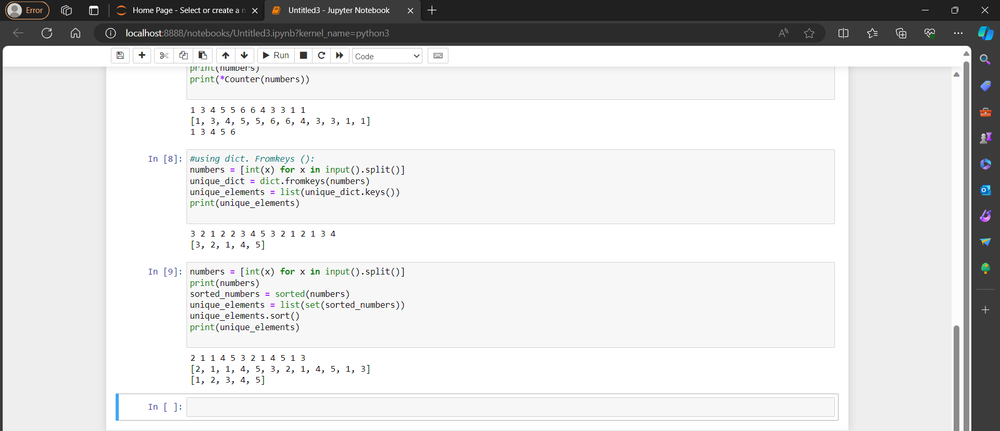 Error
Home Page - Select or create a n
Untitled3 - Jupyter Notebook
localhost:8888/notebooks/Untitled3.ipynb?kernel_name=python3
Run
Code
print(numbers)
print(*Counter(numbers))
1 3 4 5 5 6 6 4 3 3 1 1
[1, 3, 4, 5, 5, 6, 6, 4, 3, 3, 1, 1]
1 3 4 5 6
In [8]: #using dict. Fromkeys ():
numbers = [int(x) for x in input().split()]
unique_dict = dict.fromkeys(numbers)
unique_elements = list(unique_dict.keys())
print(unique_elements)
3 2 1 2 2 3 4 5 3 2 1 2 1 3 4
[3, 2, 1, 4, 5]
In [9]: numbers = [int(x) for x in input().split()]
print(numbers)
sorted_numbers = sorted(numbers)
unique_elements = list(set(sorted_numbers))
unique_elements.sort()
print(unique_elements)
2 1 1 4 5 3 2 1 4 5 1 3
[2, 1, 1, 4, 5, 3, 2, 1, 4, 5, 1, 3]
[1, 2, 3, 4, 5]
In [ ]: